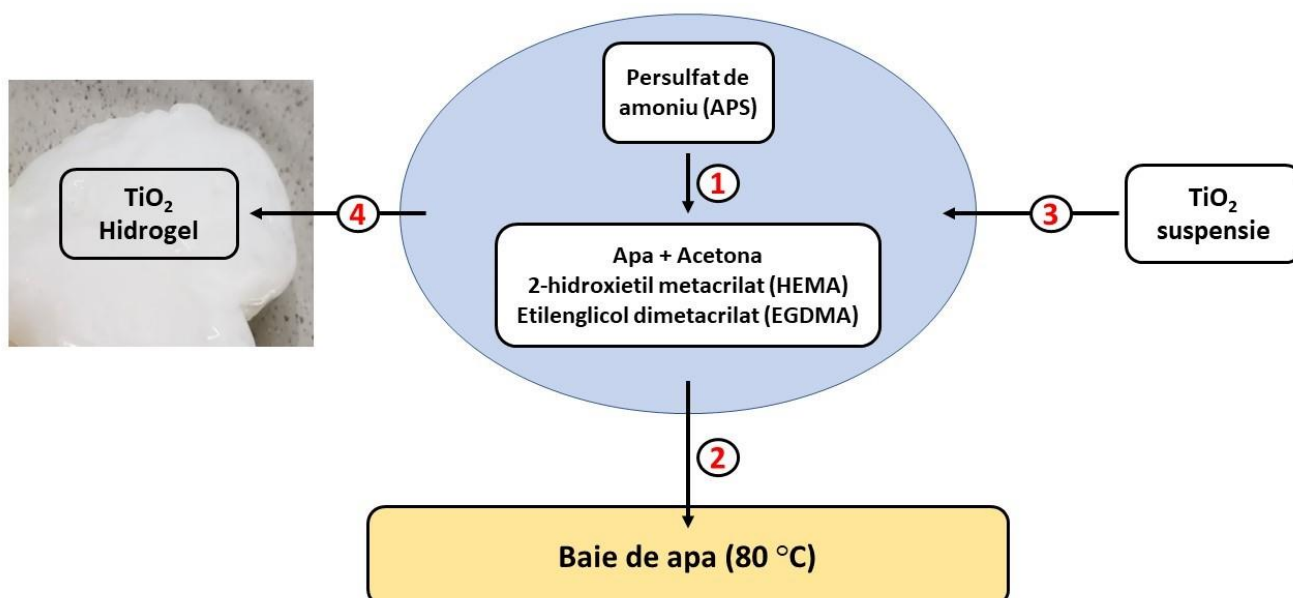 Persulfat de
amoniu (APS)
1
TiO₂
Hidrogel
4
3
TiO₂
suspensie
Apa + Acetona
2-hidroxietil metacrilat (HEMA)
Etilenglicol dimetacrilat (EGDMA)
2
Baie de apa (80 °C)